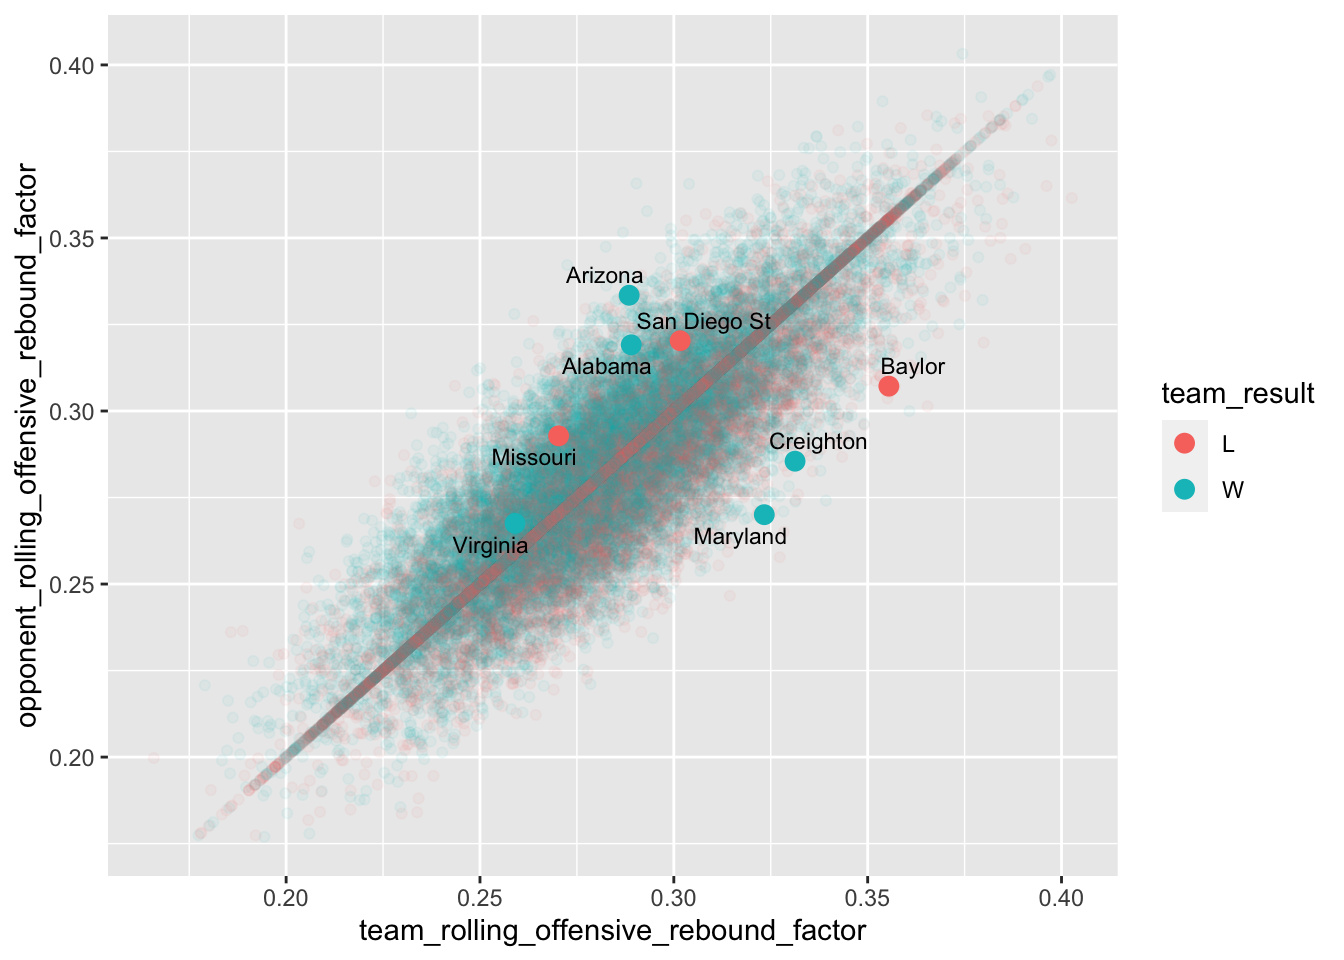 0.40
0.35
0.30
0.25
0.20
opponent_rolling_offensive_rebound_factor
Arizona
San Diego St
Alabama
Baylor
Missouri
Creighton
Virginia
Maryland
0.20 0.25 0.30 0.35 0.40
team_rolling_offensive_rebound_factor
team_result
L
W